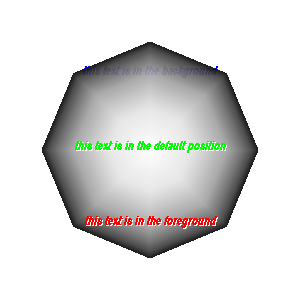 this text is in the background
this text is in the default position
this text is in the foreground